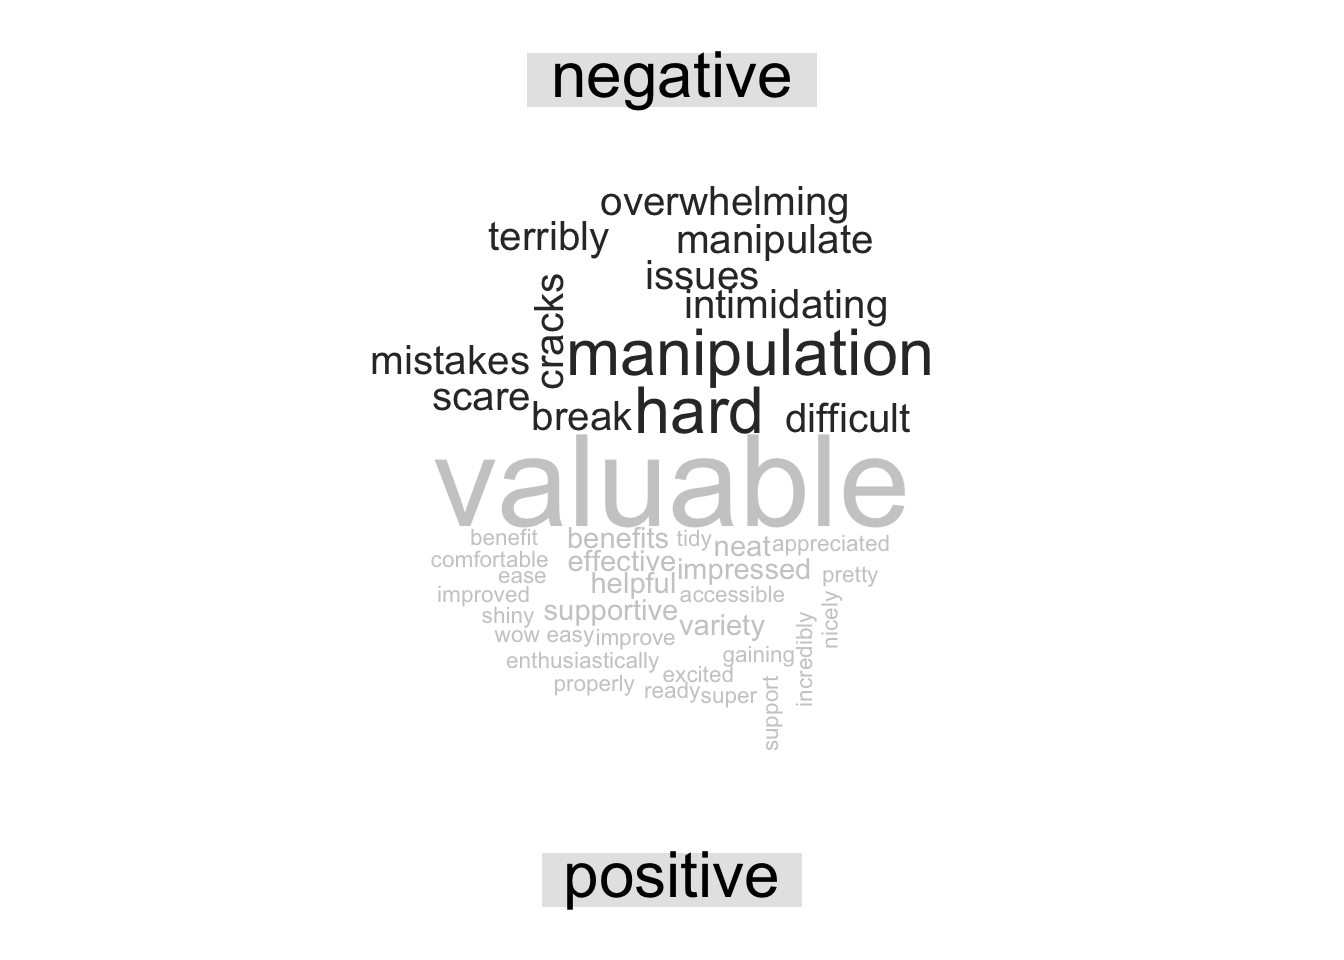 negative
overwhelming
terribly manipulate
issues
cracks intimidating
mistakes manipulation
scare break hard difficult
valuable
benefit benefits tidy neat appreciated
comfortable effective impressed pretty
ease helpful
improved accessible
shiny supportive variety nicely
wow easy improve incredibly
enthusiastically gaining
properly excited
ready super support
positive